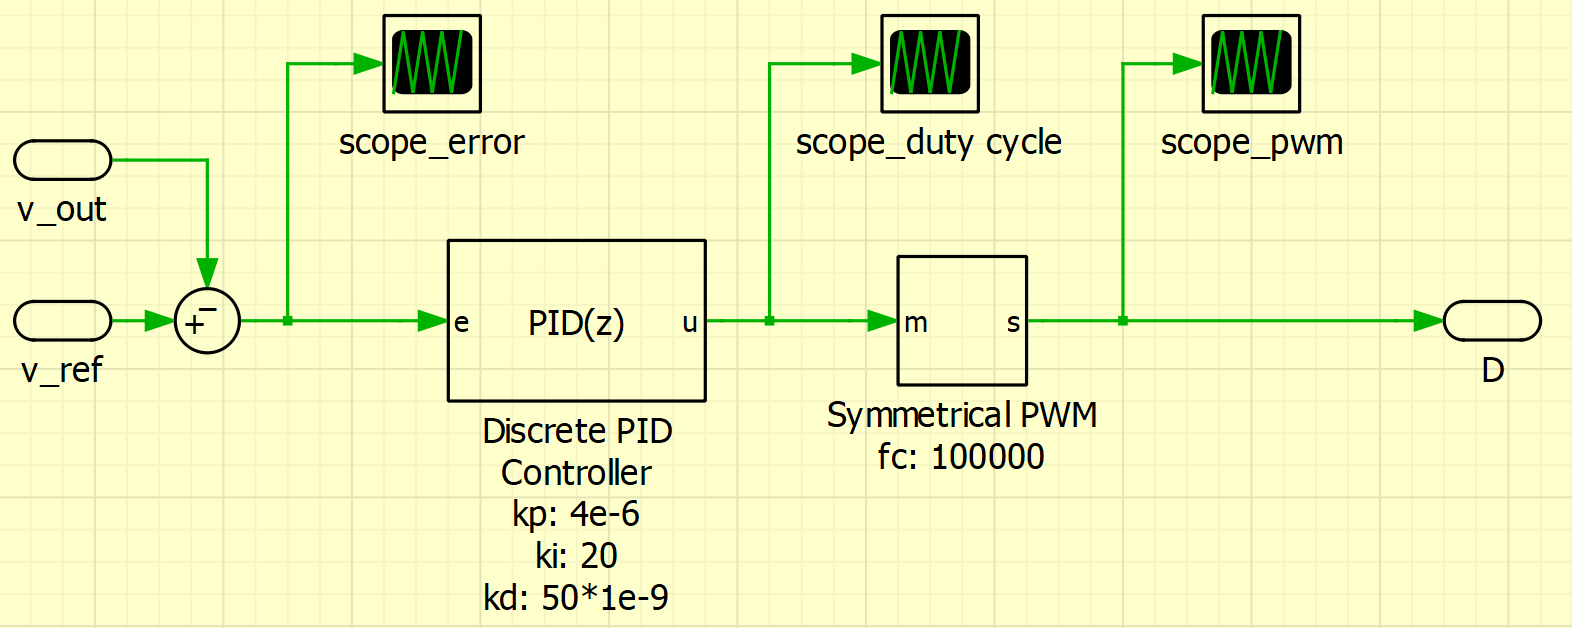 scope_error
scope_duty cycle
scope_pwm
v_out
v_ref
+
−
e
PID(z)
u
m
s
D
Discrete PID
Controller
kp: 4e-6
ki: 20
kd: 50*1e-9
Symmetrical PWM
fc: 100000